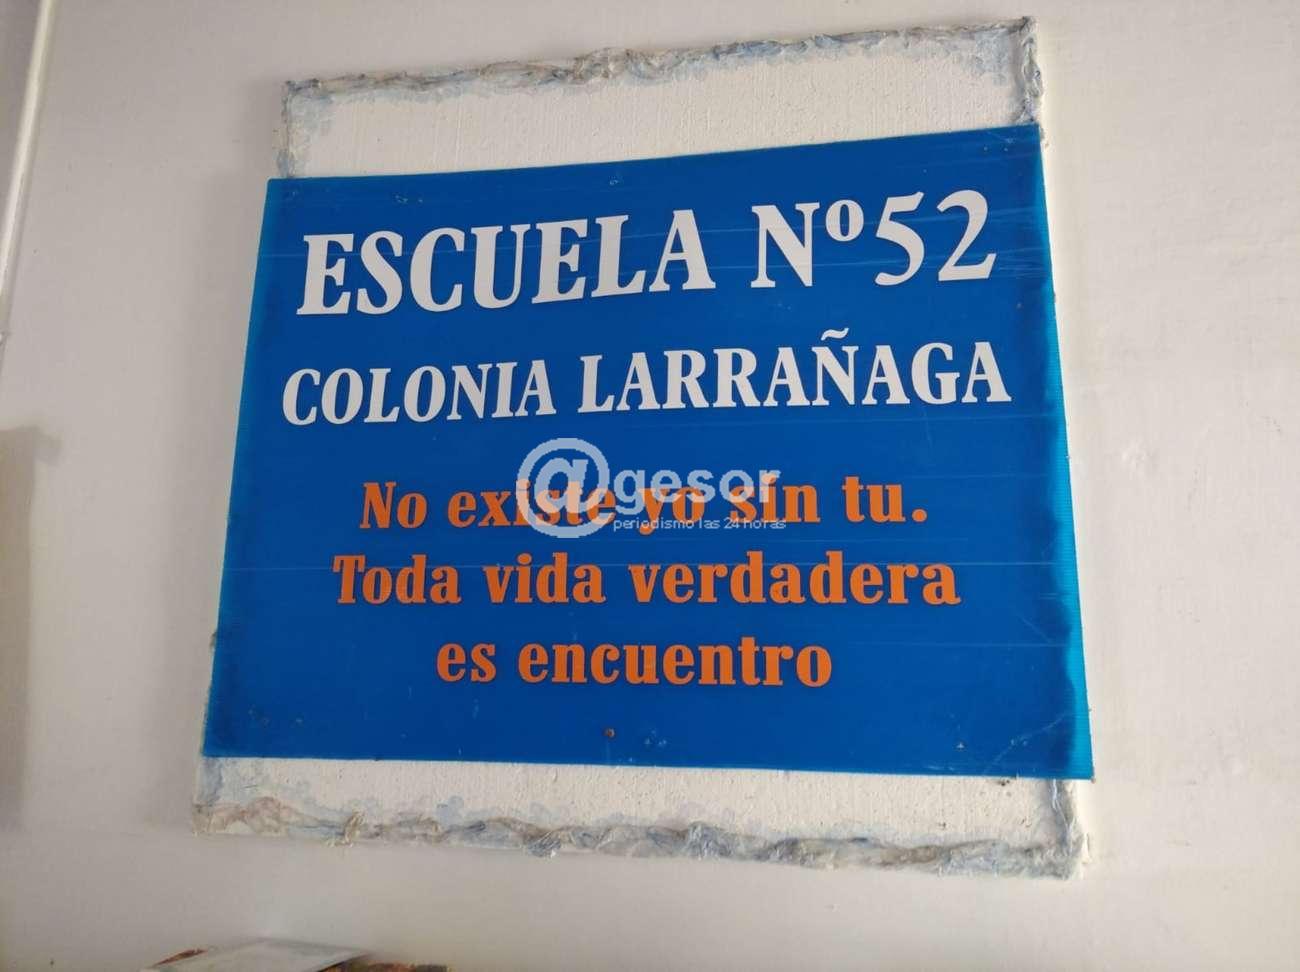 ESCUELA Nº52
COLONIA LARRAÑAGA
No existe yo sin tu.
@gesor
periodismo las 24 horas
Toda vida verdadera
es encuentro